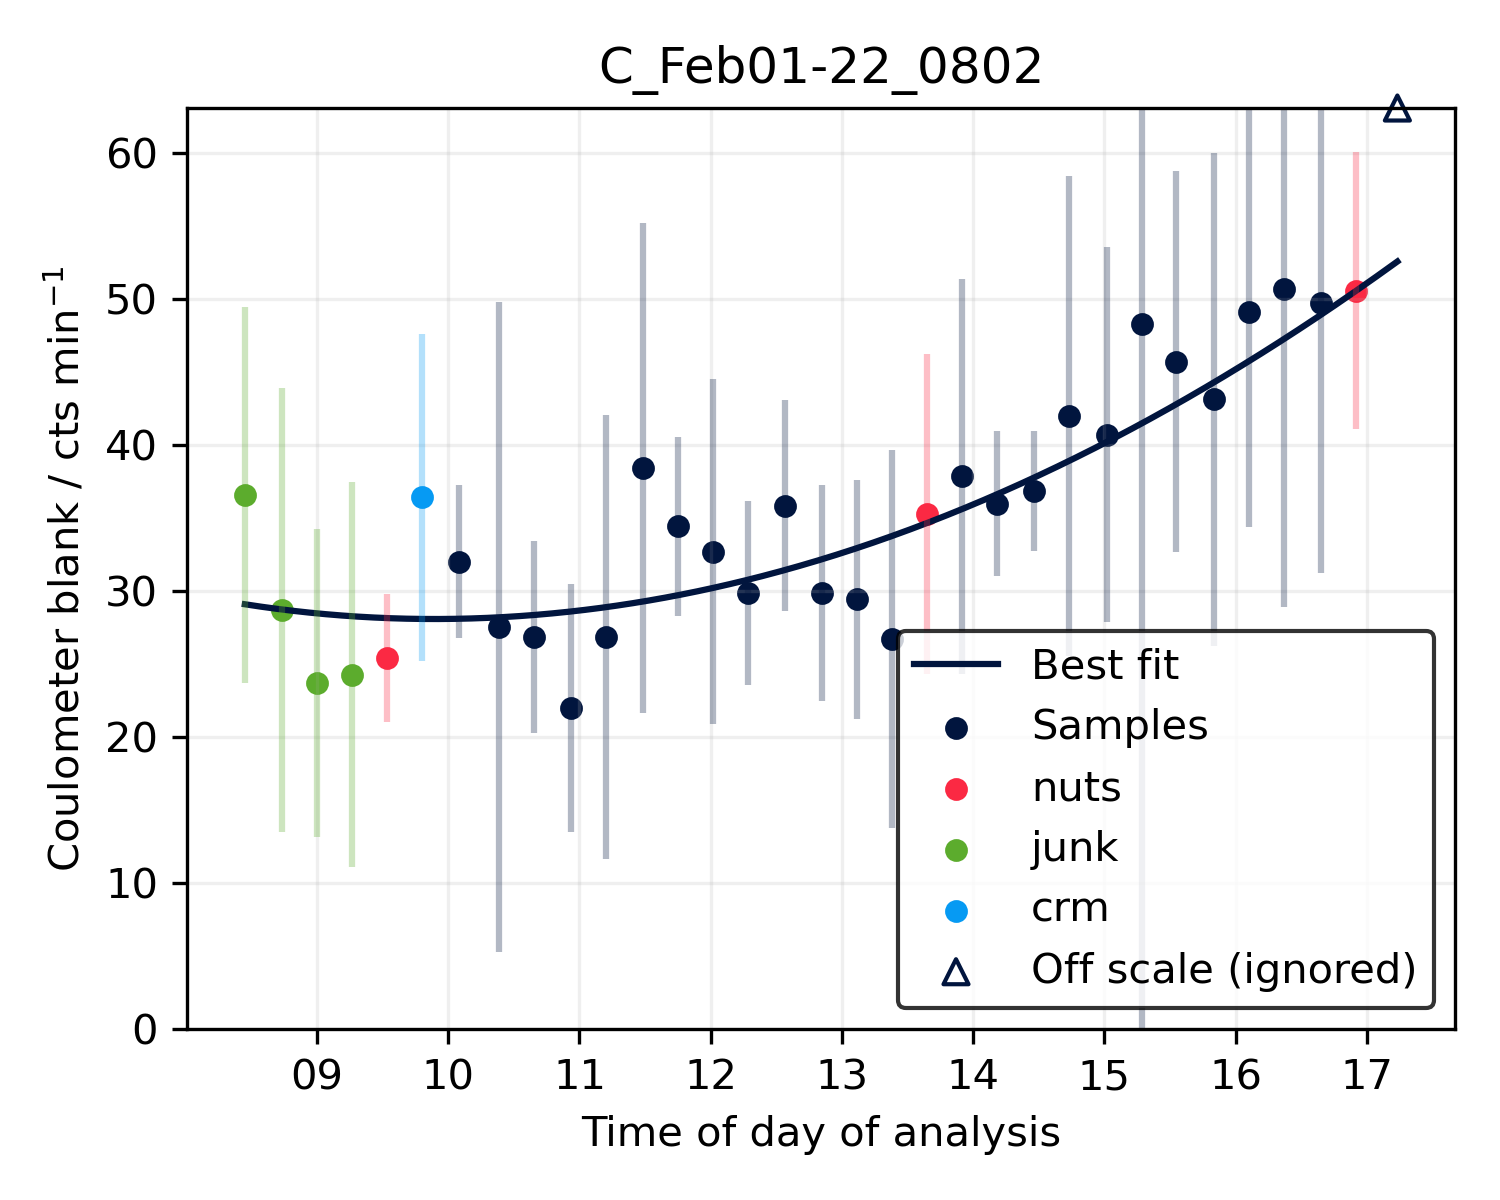 C_Feb01-22_0802
Coulometer blank / cts min⁻¹
60
50
40
30
20
10
0
Best fit
Samples
nuts
junk
crm
Off scale (ignored)
09 10 11 12 13 14 15 16 17
Time of day of analysis